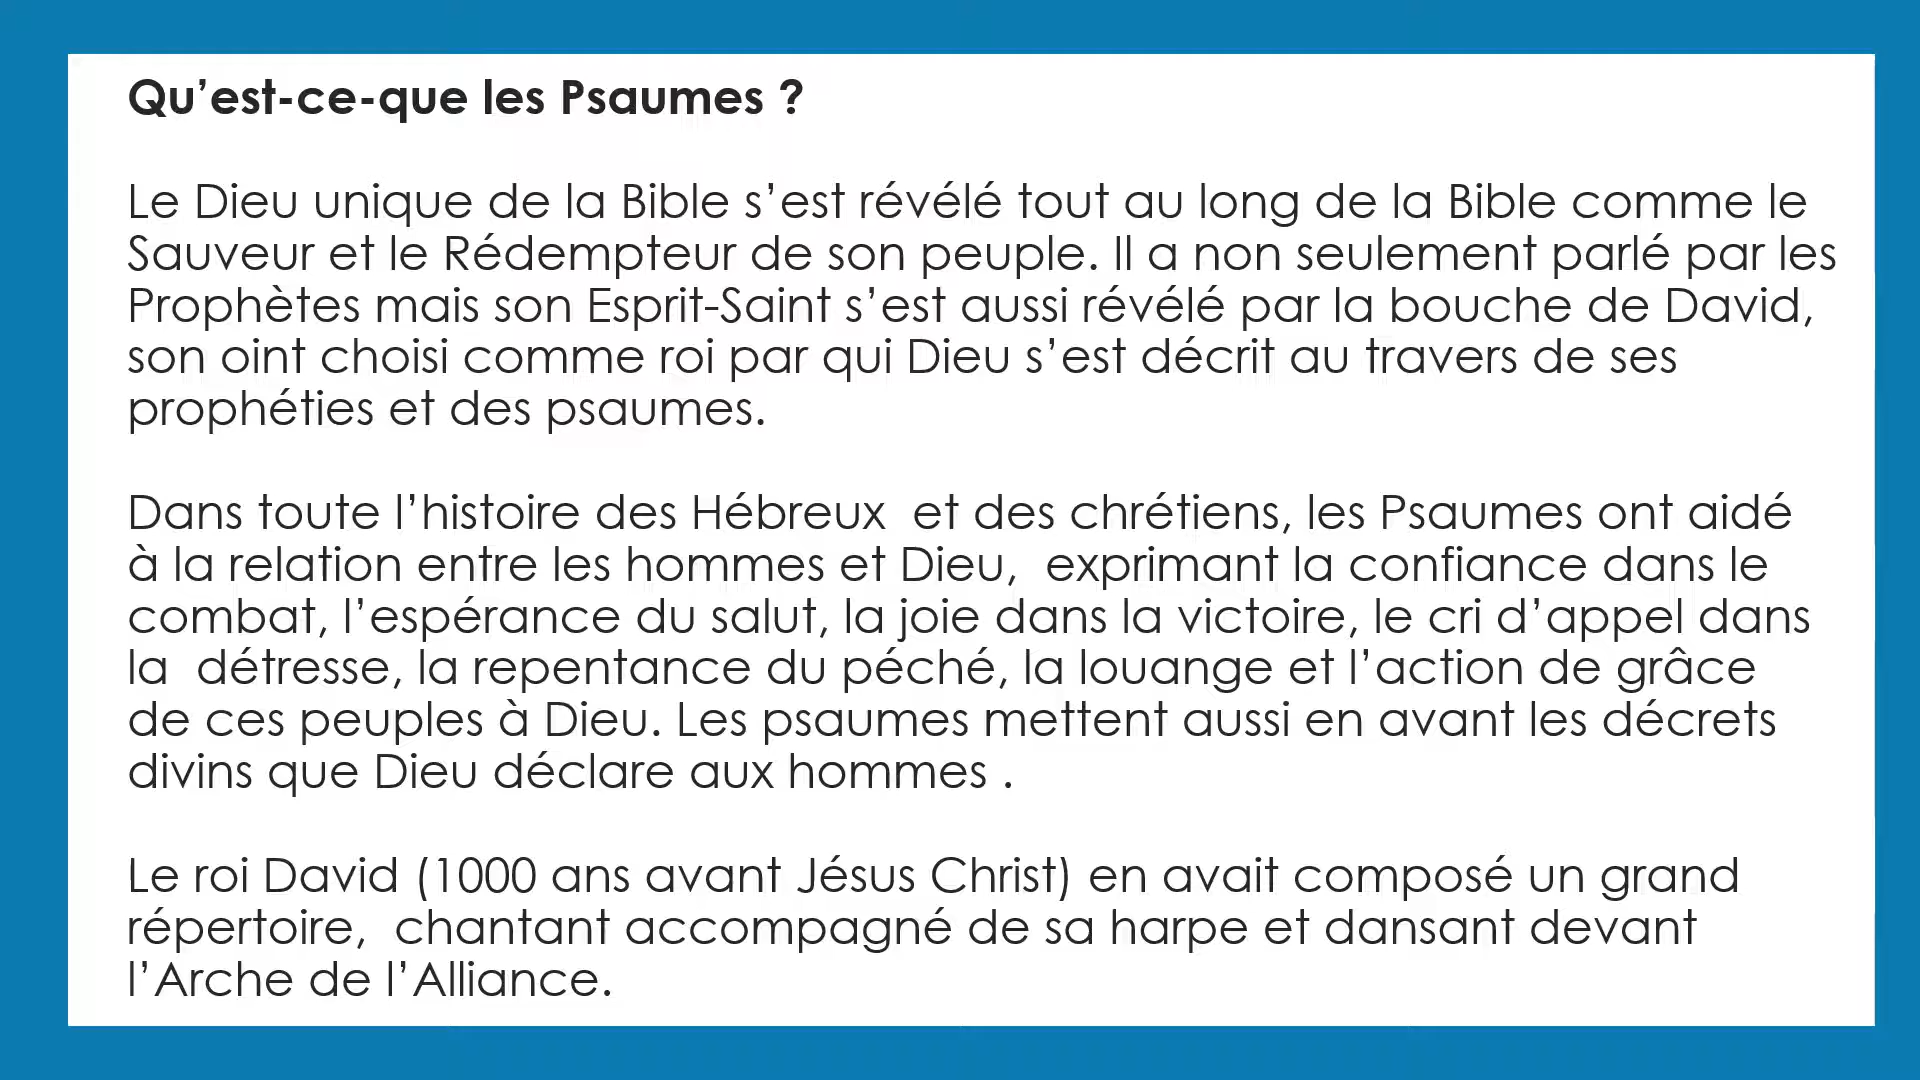 Qu’est-ce-que les Psaumes ?
Le Dieu unique de la Bible s’est révélé tout au long de la Bible comme le
Sauveur et le Rédempteur de son peuple. Il a non seulement parlé par les
Prophètes mais son Esprit-Saint s’est aussi révélé par la bouche de David,
son oint choisi comme roi par qui Dieu s’est décrit au travers de ses
prophéties et des psaumes.
Dans toute l’histoire des Hébreux  et des chrétiens, les Psaumes ont aidé
à la relation entre les hommes et Dieu,  exprimant la confiance dans le
combat, l’espérance du salut, la joie dans la victoire, le cri d’appel dans
la  détresse, la repentance du péché, la louange et l’action de grâce
de ces peuples à Dieu. Les psaumes mettent aussi en avant les décrets
divins que Dieu déclare aux hommes .
Le roi David (1000 ans avant Jésus Christ) en avait composé un grand
répertoire,  chantant accompagné de sa harpe et dansant devant
l’Arche de l’Alliance.